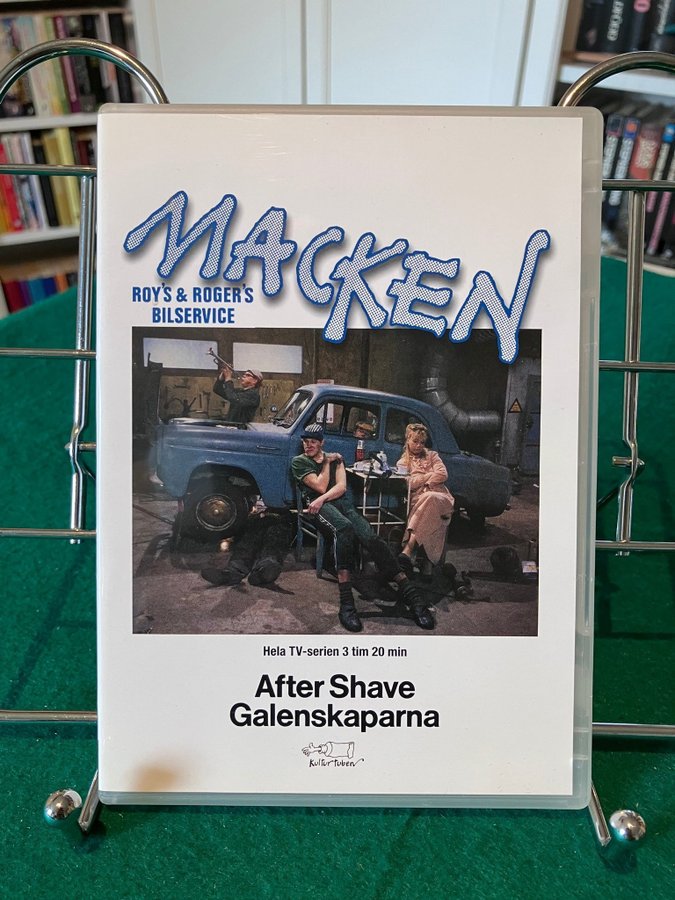 MACKEN
ROY'S & ROGER'S
BILSERVICE
Hela TV-serien 3 tim 20 min
After Shave
Galenskaparna
Kulturtuben